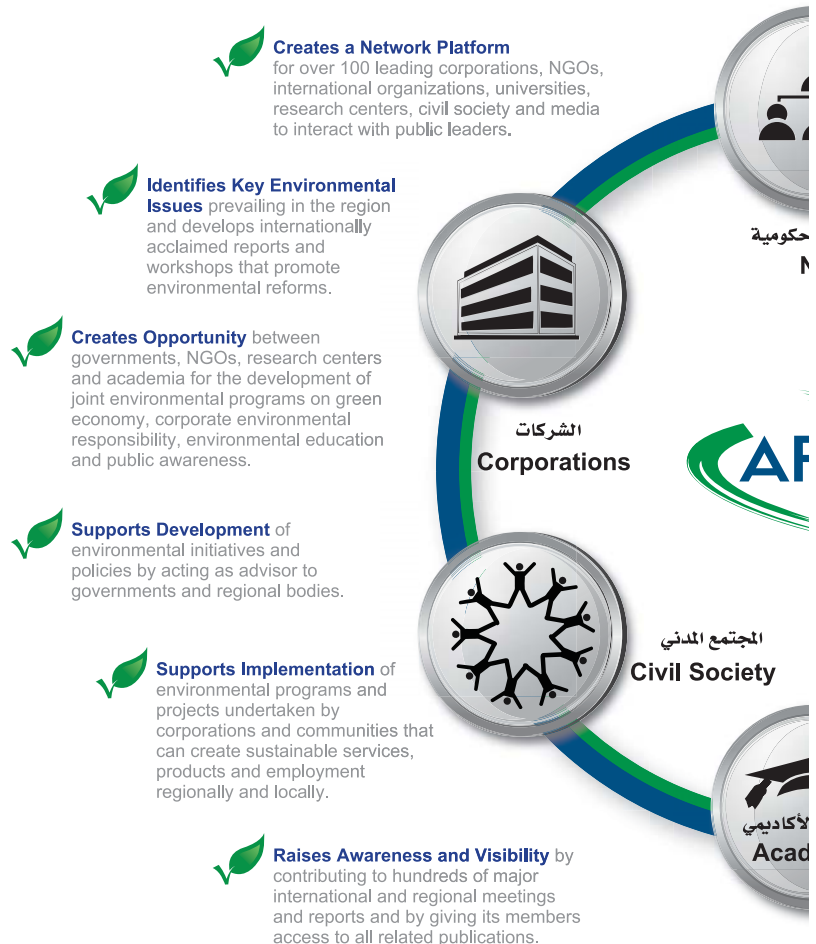 Creates a Network Platform
for over 100 leading corporations, NGOs,
international organizations, universities,
research centers, civil society and media
to interact with public leaders.
Identifies Key Environmental
Issues prevailing in the region
and develops internationally
acclaimed reports and
workshops that promote
environmental reforms.
Creates Opportunity between
governments, NGOs, research centers
and academia for the development of
joint environmental programs on green
economy, corporate environmental
responsibility, environmental education
and public awareness.
Supports Development of
environmental initiatives and
policies by acting as advisor to
governments and regional bodies.
Supports Implementation of
environmental programs and
projects undertaken by
corporations and communities that
can create sustainable services,
products and employment
regionally and locally.
Raises Awareness and Visibility by
contributing to hundreds of major
international and regional meetings
and reports and by giving its members
access to all related publications.
حكومية
N
الشركات
Corporations
AF
المجتمع المدني
Civil Society
لأكاديمي
Acad